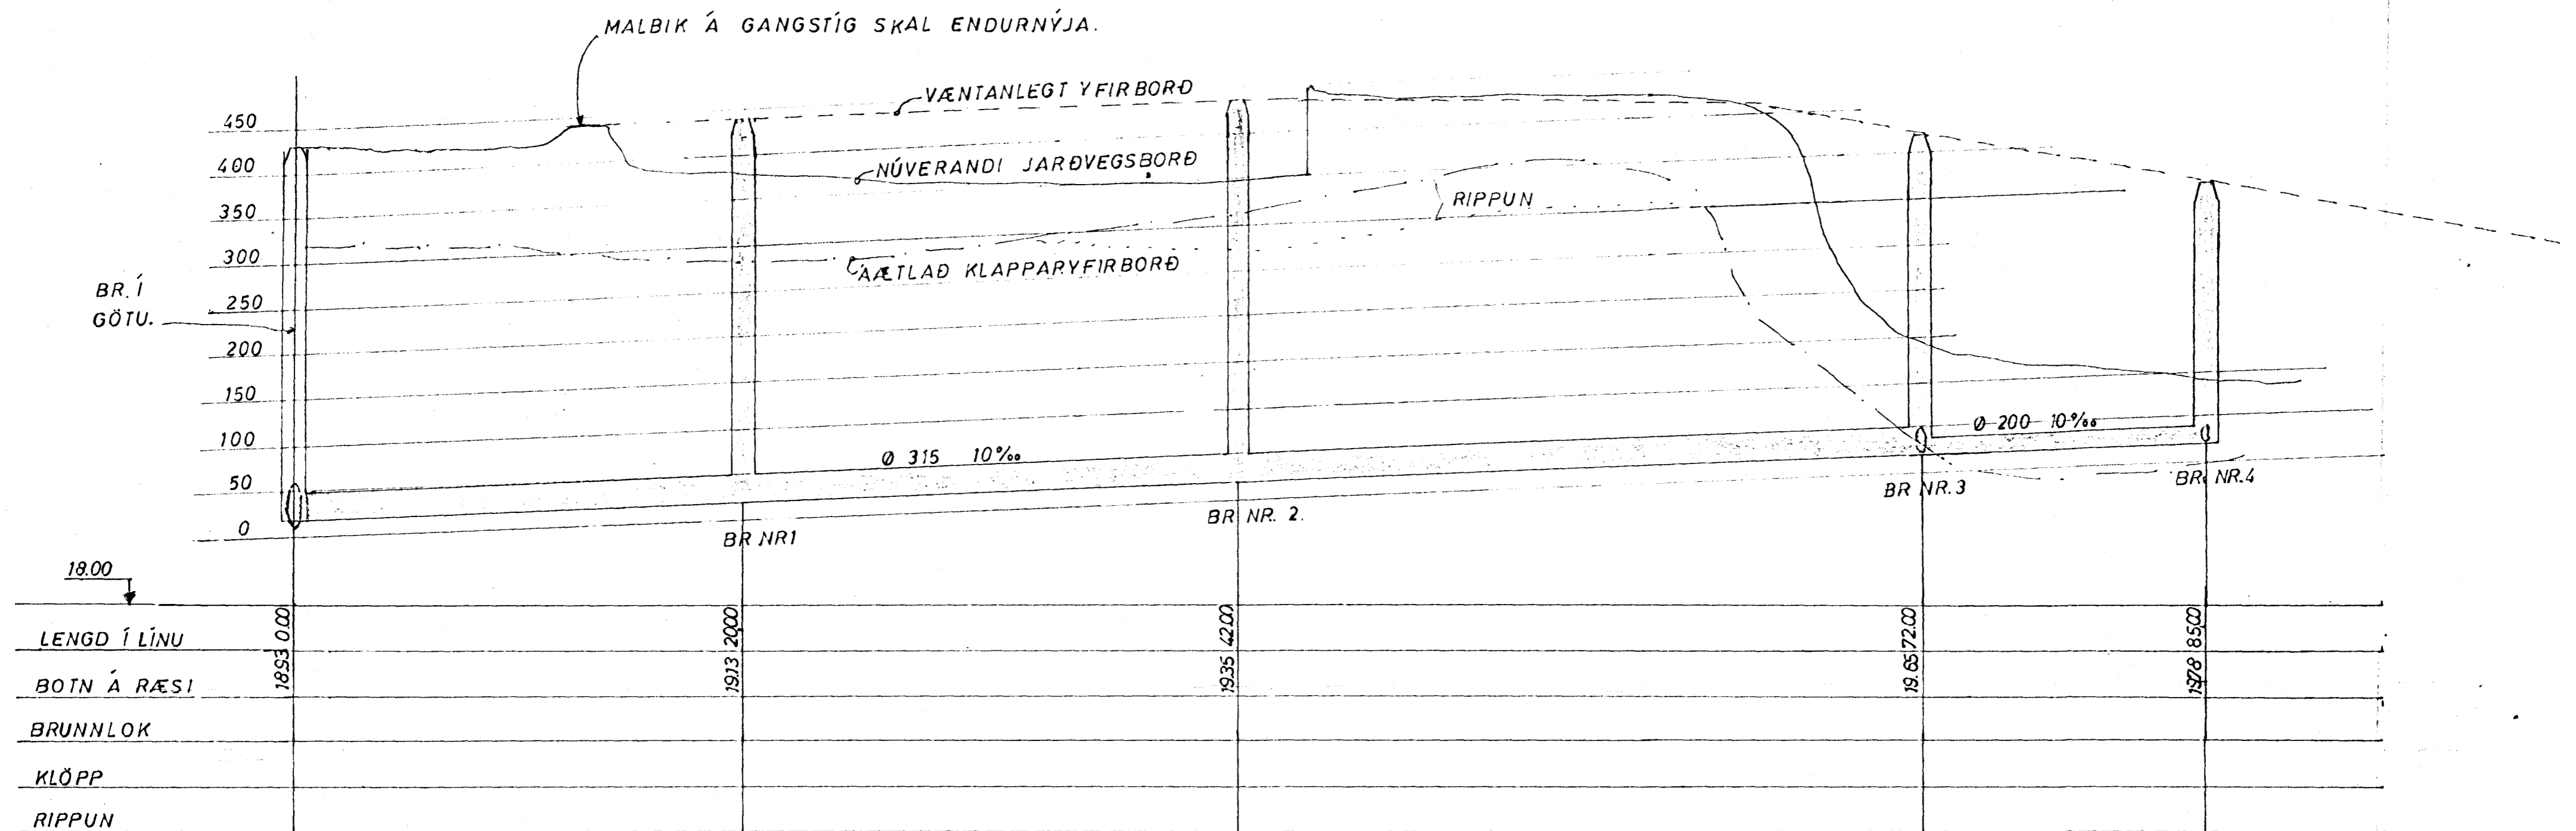 MALBIK Á GANGSTÍG SKAL ENDURNÝJA.
VÆNTANLEGT YFIRBORÐ
NÚVERANDI JARÐVEGSBORÐ
RIPPUN
ÁÆTLAÐ KLAPPARYFIRBORÐ
BR. Í
GÖTU.
450
400
350
300
250
200
150
100
50
0
Ø 315 10‰
Ø 200 10‰
BR NR1
BR NR. 2.
BR NR. 3
BR NR. 4
18.00
LENGD Í LÍNU
0.00
20.00
42.00
72.00
85.00
BOTN Á RÆSI
18.93
19.13
19.35
19.65
19.78
BRUNNLOK
KLÖPP
RIPPUN